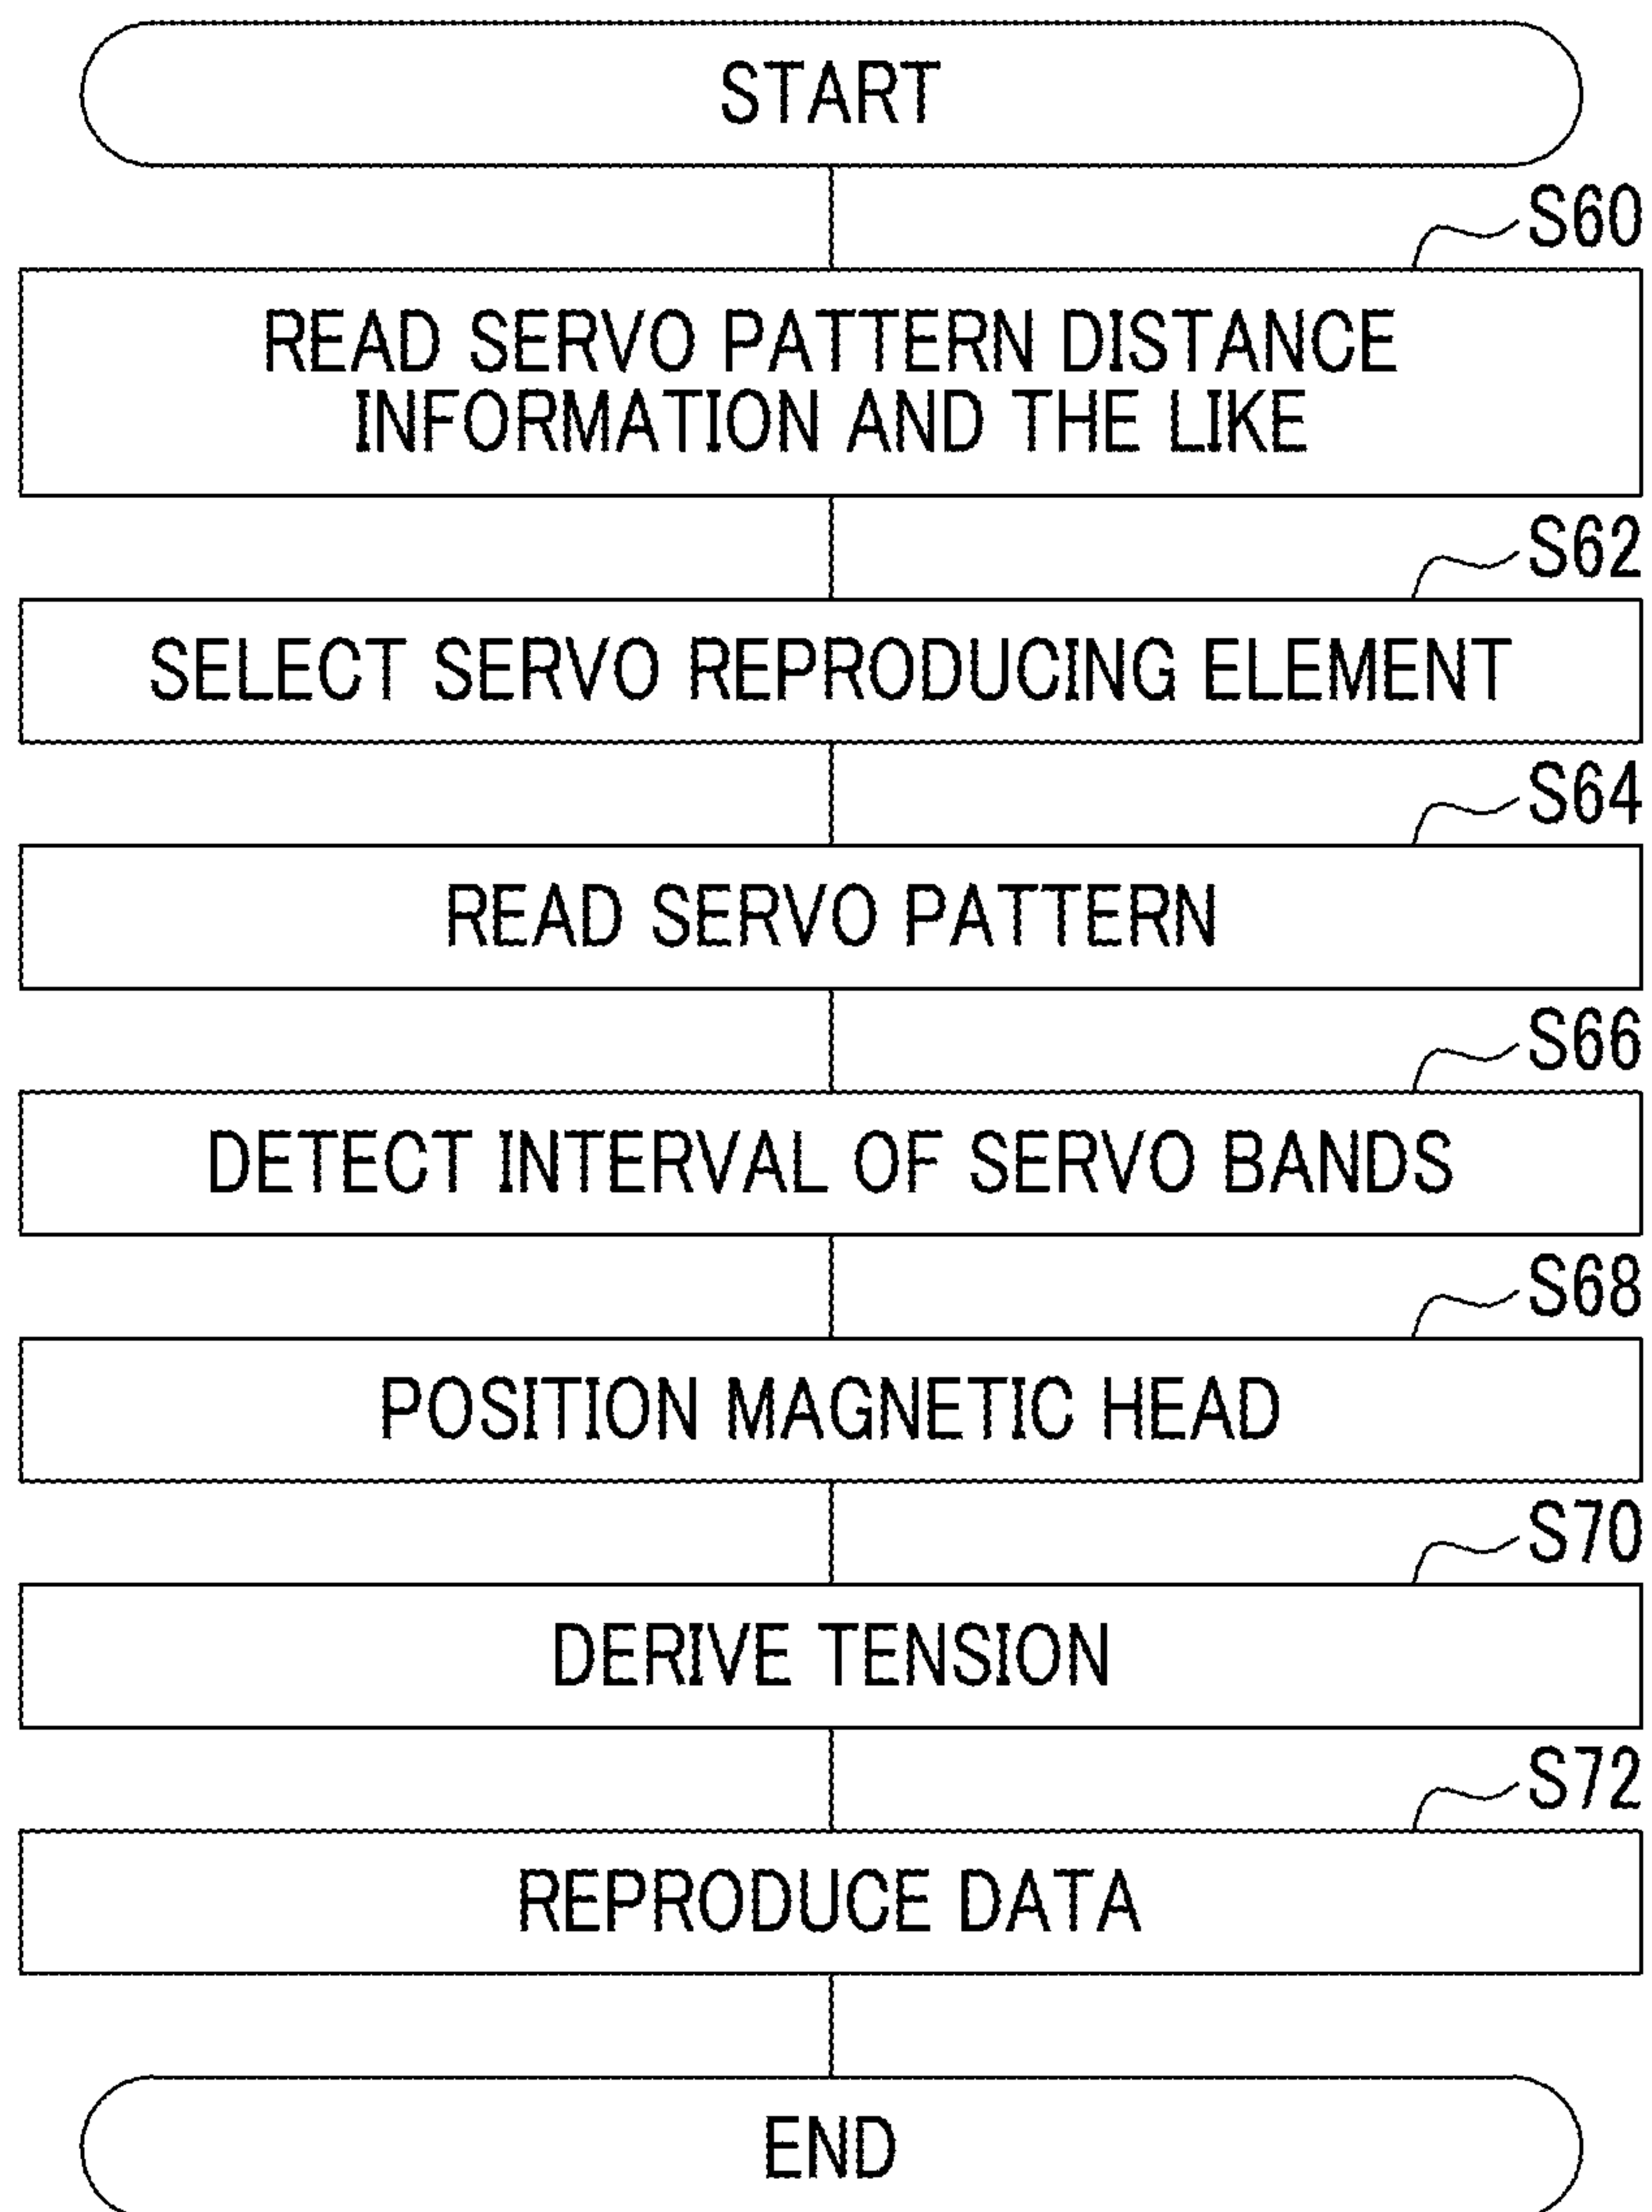 START
S60
READ SERVO PATTERN DISTANCE
INFORMATION AND THE LIKE
S62
SELECT SERVO REPRODUCING ELEMENT
S64
READ SERVO PATTERN
S66
DETECT INTERVAL OF SERVO BANDS
S68
POSITION MAGNETIC HEAD
S70
DERIVE TENSION
S72
REPRODUCE DATA
END